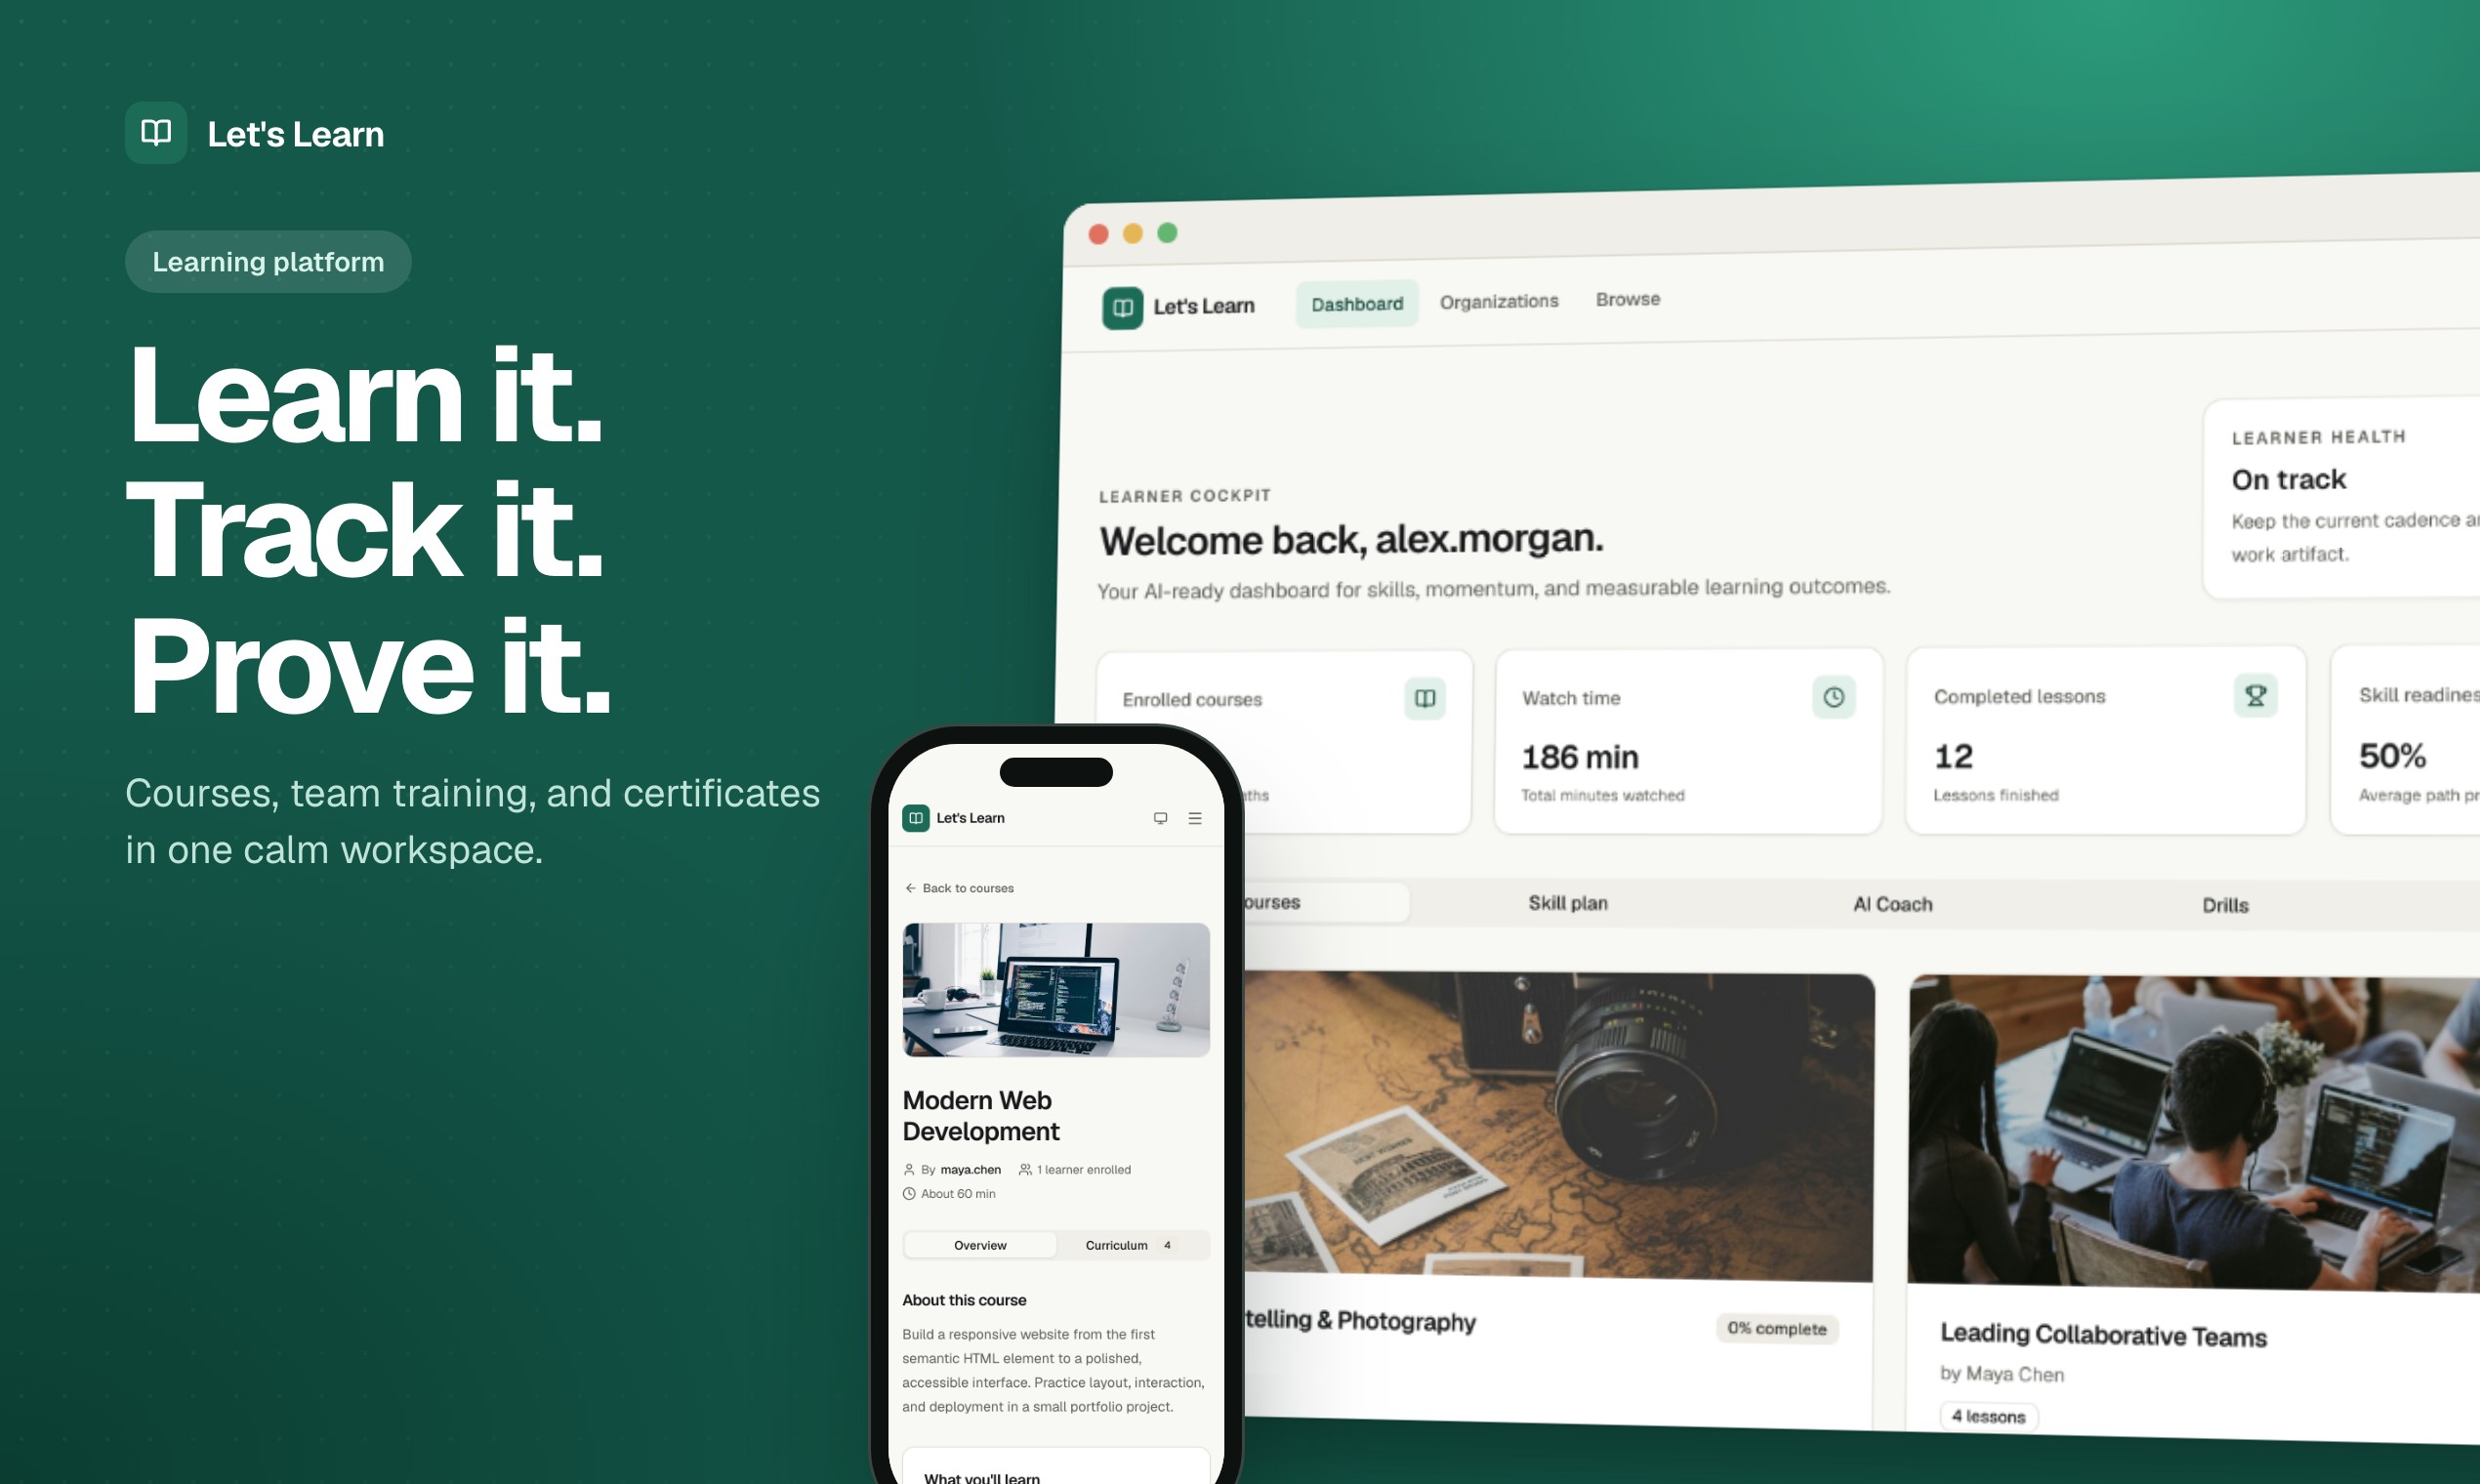 Let's Learn
Learning platform
Learn it.
Track it.
Prove it.
Courses, team training, and certificates
in one calm workspace.
Let's Learn
Dashboard
Organizations
Browse
LEARNER COCKPIT
Welcome back, alex.morgan.
Your AI-ready dashboard for skills, momentum, and measurable learning outcomes.
LEARNER HEALTH
On track
Keep the current cadence
work artifact.
Enrolled courses
Watch time
186 min
Total minutes watched
Completed lessons
12
Lessons finished
Skill
50%
Average path
Skill plan
AI Coach
Drills
& Photography
0% complete
Leading Collaborative Teams
by Maya Chen
4 lessons
Let's Learn
Back to courses
Modern Web
Development
By maya.chen
1 learner enrolled
About 60 min
Overview
Curriculum 4
About this course
Build a responsive website from the first
semantic HTML element to a polished,
accessible interface. Practice layout, interaction,
and deployment in a small portfolio project.
What you'll learn